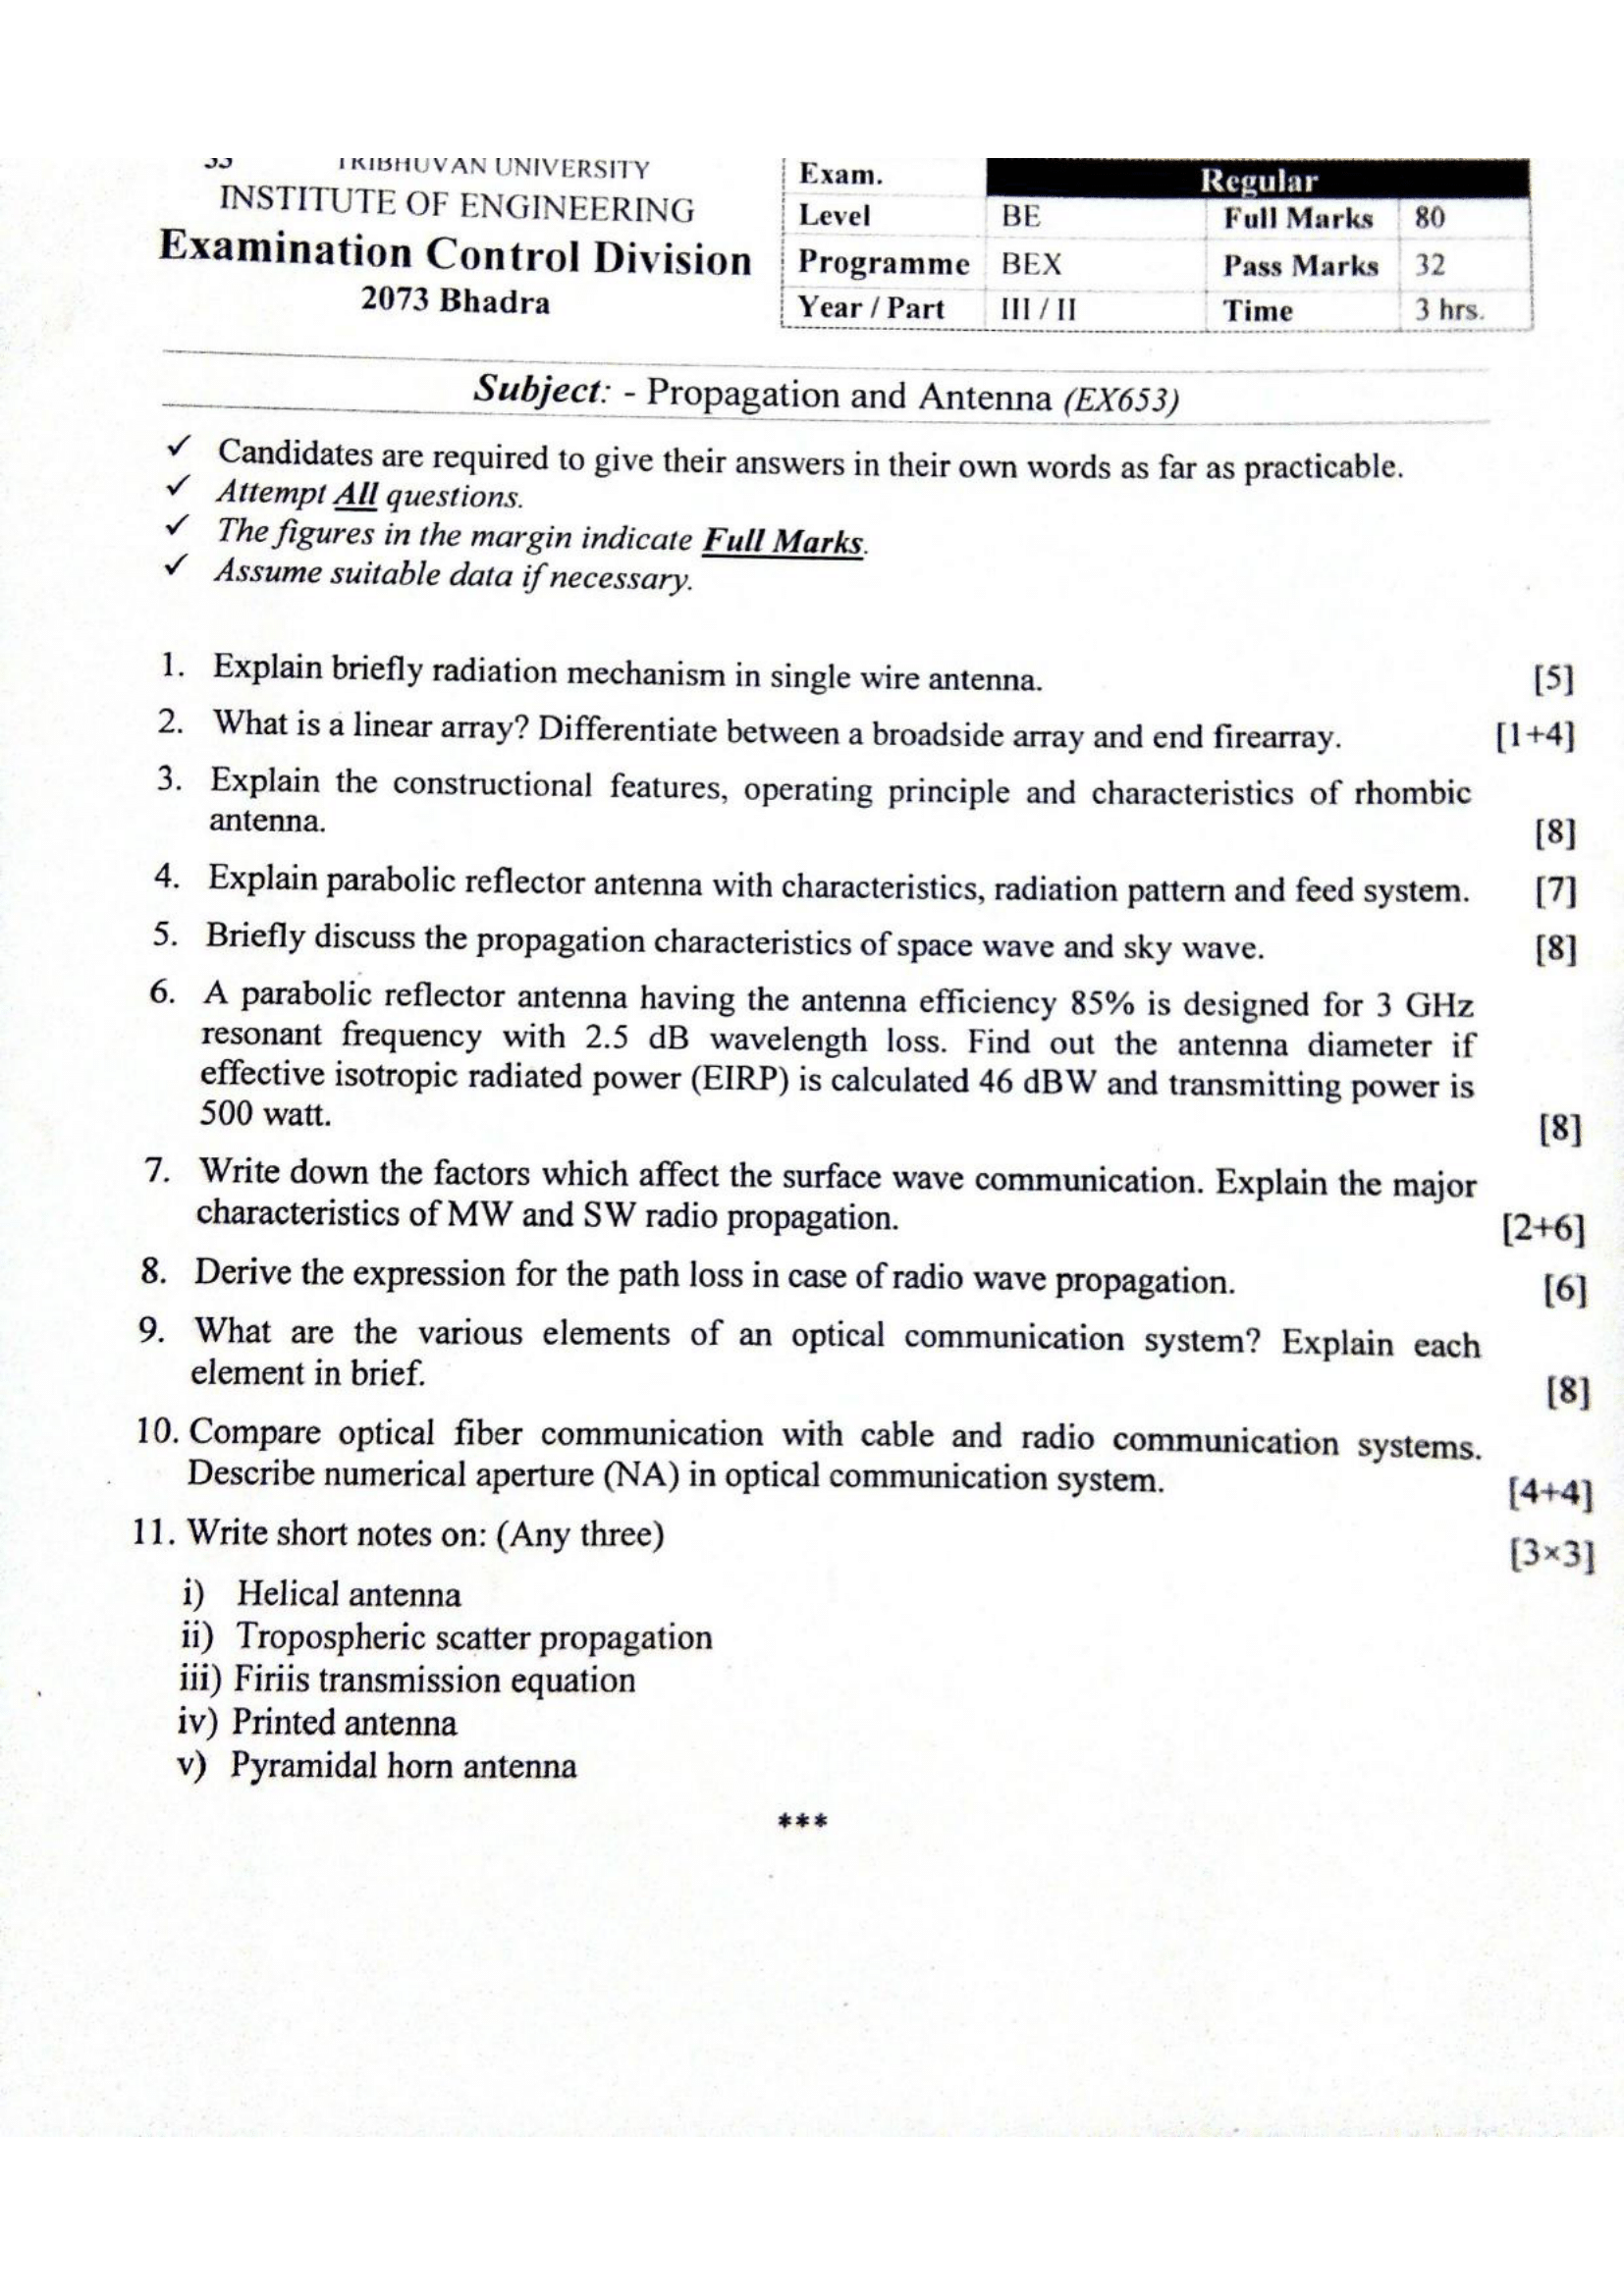 TRIBHUVAN UNIVERSITY
INSTITUTE OF ENGINEERING
Examination Control Division
2073 Bhadra
Exam. Regular
Level BE Full Marks 80
Programme BEX Pass Marks 32
Year / Part III / II Time 3 hrs.
Subject: - Propagation and Antenna (EX653)
✓ Candidates are required to give their answers in their own words as far as practicable.
✓ Attempt All questions.
✓ The figures in the margin indicate Full Marks.
✓ Assume suitable data if necessary.
1. Explain briefly radiation mechanism in single wire antenna. [5]
2. What is a linear array? Differentiate between a broadside array and end firearray. [1+4]
3. Explain the constructional features, operating principle and characteristics of rhombic
antenna. [8]
4. Explain parabolic reflector antenna with characteristics, radiation pattern and feed system. [7]
5. Briefly discuss the propagation characteristics of space wave and sky wave. [8]
6. A parabolic reflector antenna having the antenna efficiency 85% is designed for 3 GHz
resonant frequency with 2.5 dB wavelength loss. Find out the antenna diameter if
effective isotropic radiated power (EIRP) is calculated 46 dBW and transmitting power is
500 watt. [8]
7. Write down the factors which affect the surface wave communication. Explain the major
characteristics of MW and SW radio propagation. [2+6]
8. Derive the expression for the path loss in case of radio wave propagation. [6]
9. What are the various elements of an optical communication system? Explain each
element in brief. [8]
10. Compare optical fiber communication with cable and radio communication systems.
Describe numerical aperture (NA) in optical communication system. [4+4]
11. Write short notes on: (Any three) [3×3]
i) Helical antenna
ii) Tropospheric scatter propagation
iii) Firiis transmission equation
iv) Printed antenna
v) Pyramidal horn antenna
***